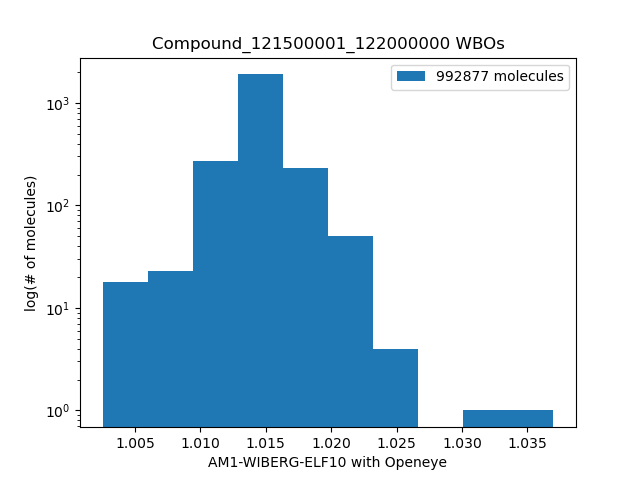 Compound_121500001_122000000 WBOs
992877 molecules
log(# of molecules)
10³
10²
10¹
10⁰
1.005 1.010 1.015 1.020 1.025 1.030 1.035
AM1-WIBERG-ELF10 with Openeye